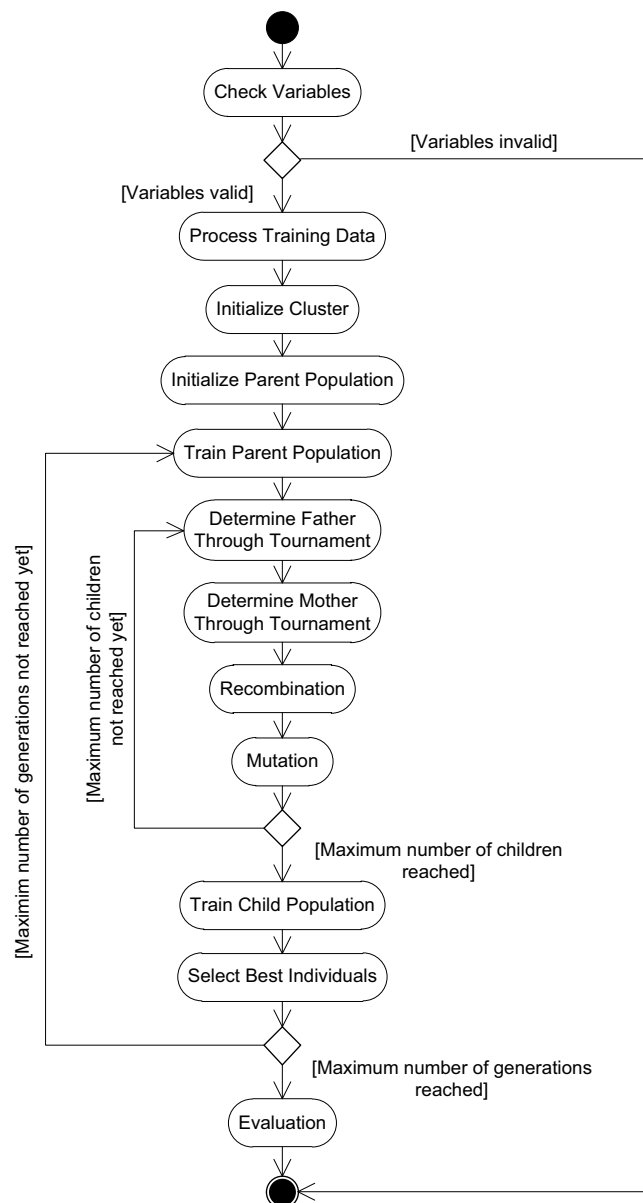 Check Variables
[Variables invalid]
[Variables valid]
Process Training Data
Initialize Cluster
Initialize Parent Population
Train Parent Population
Determine Father
Through Tournament
Determine Mother
Through Tournament
Recombination
Mutation
[Maximum number of children
not reached yet]
[Maximim number of generations not reached yet]
[Maximum number of children
reached]
Train Child Population
Select Best Individuals
[Maximum number of generations
reached]
Evaluation